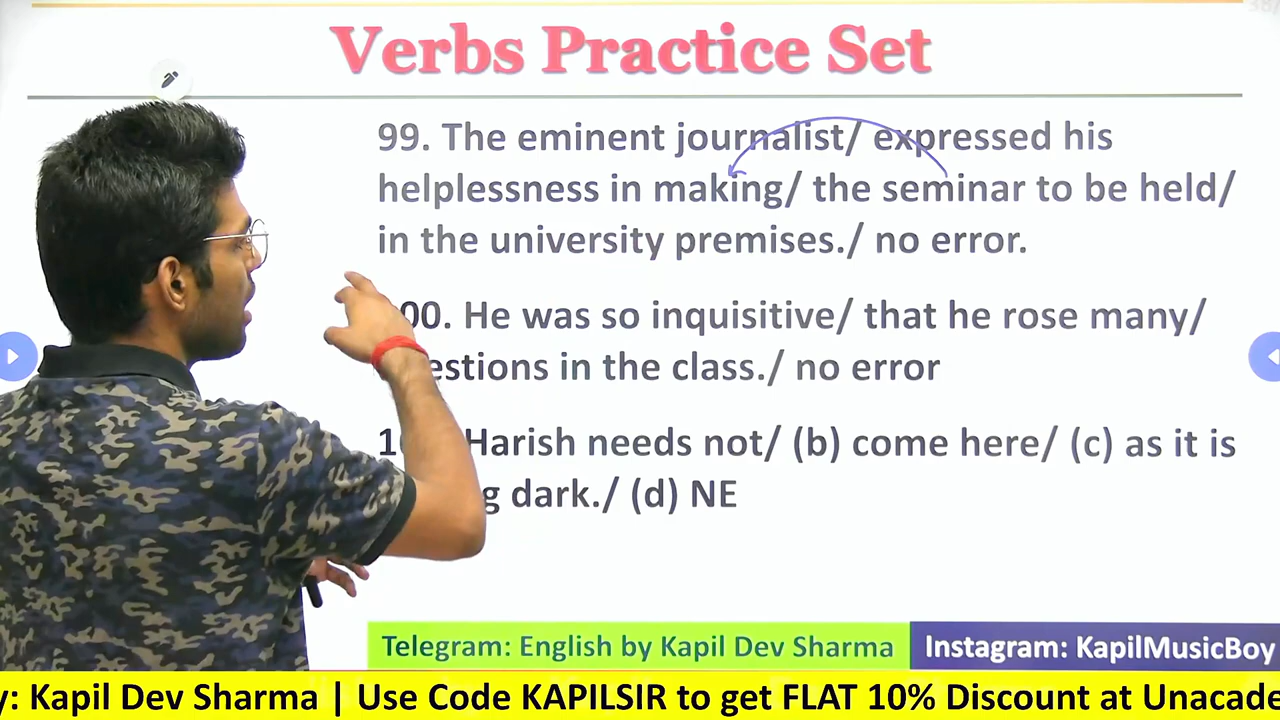 Verbs Practice Set
99. The eminent journalist/ expressed his
helplessness in making/ the seminar to be held/
in the university premises./ no error.
00. He was so inquisitive/ that he rose many/
estions in the class./ no error
1 Harish needs not/ (b) come here/ (c) as it is
g dark./ (d) NE
Telegram: English by Kapil Dev Sharma
Instagram: KapilMusicBoy
y: Kapil Dev Sharma | Use Code KAPILSIR to get FLAT 10% Discount at Unacade